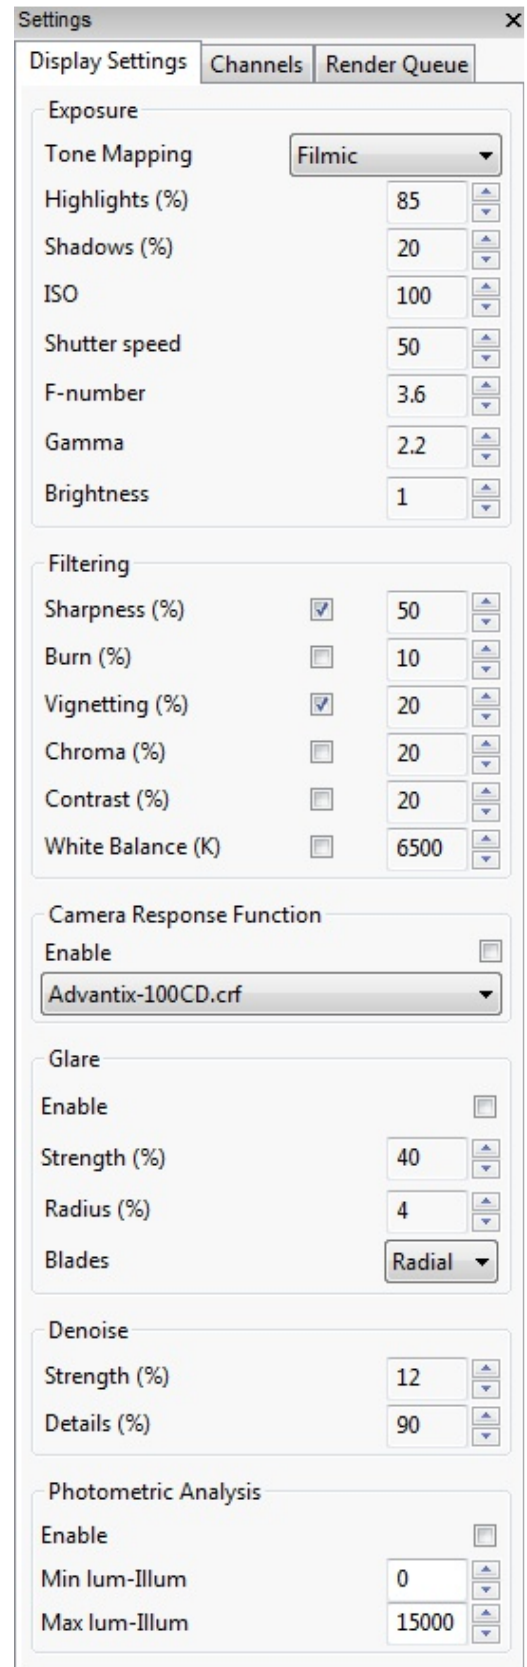 Settings
Display Settings Channels Render Queue
Exposure
Tone Mapping Filmic
Highlights (%) 85
Shadows (%) 20
ISO 100
Shutter speed 50
F-number 3.6
Gamma 2.2
Brightness 1
Filtering
Sharpness (%) 50
Burn (%) 10
Vignetting (%) 20
Chroma (%) 20
Contrast (%) 20
White Balance (K) 6500
Camera Response Function
Enable
Advantix-100CD.crf
Glare
Enable
Strength (%) 40
Radius (%) 4
Blades Radial
Denoise
Strength (%) 12
Details (%) 90
Photometric Analysis
Enable
Min lum-Illum 0
Max lum-Illum 15000